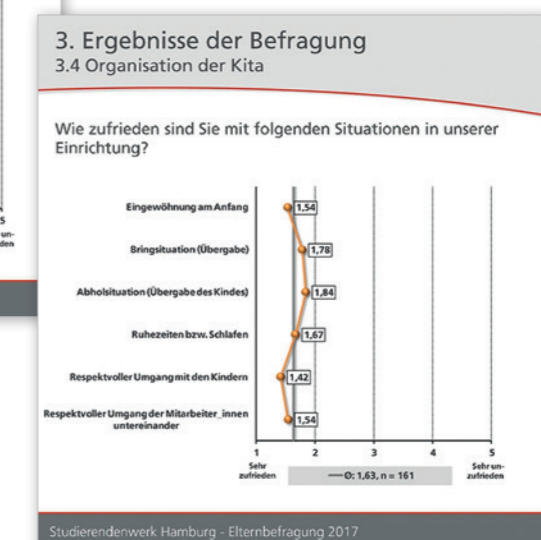 3. Ergebnisse der Befragung
3.4 Organisation der Kita
Wie zufrieden sind Sie mit folgenden Situationen in unserer
Einrichtung?
Eingewöhnung am Anfang
1,54
Bringsituation (Übergabe)
1,78
Abholsituation (Übergabe des Kindes)
1,84
Ruhezeiten bzw. Schlafen
1,67
Respektvoller Umgang mit den Kindern
1,42
Respektvoller Umgang der Mitarbeiter_innen
untereinander
1,54
1 2 3 4 5
Sehr
zufrieden
Ø: 1,63, n = 161
Sehr un-
zufrieden
Studierendenwerk Hamburg - Elternbefragung 2017
5
un-
den